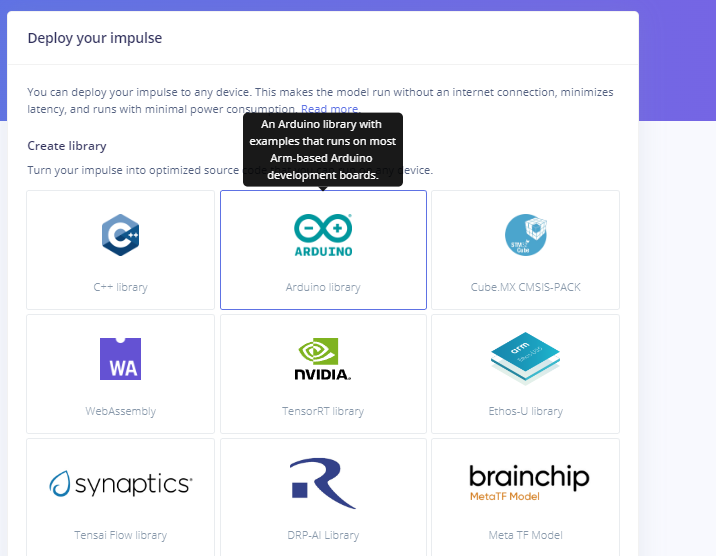 Deploy your impulse
You can deploy your impulse to any device. This makes the model run without an internet connection, minimizes
latency, and runs with minimal power consumption. Read more.
An Arduino library with
examples that runs on most
Arm-based Arduino
development boards.
Create library
Turn your impulse into optimized source device.
C++
ARDUINO
STM32
Cube
C++ library
Arduino library
Cube.MX CMSIS-PACK
WA
NVIDIA.
arm
WebAssembly
TensorRT library
Ethos-U library
synaptics
R
brainchip
MetaTF Model
Tensai Flow library
DRP-AI Library
Meta TF Model